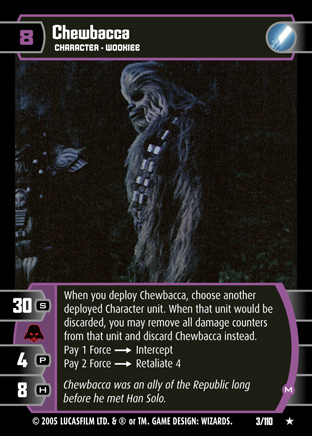 8
Chewbacca
CHARACTER - WOOKIEE
30 S
4 P
8 H
When you deploy Chewbacca, choose another
deployed Character unit. When that unit would be
discarded, you may remove all damage counters
from that unit and discard Chewbacca instead.
Pay 1 Force → Intercept
Pay 2 Force → Retaliate 4
Chewbacca was an ally of the Republic long
before he met Han Solo.
M
© 2005 LUCASFILM LTD. & ® or TM. GAME DESIGN: WIZARDS. 3/110 ★